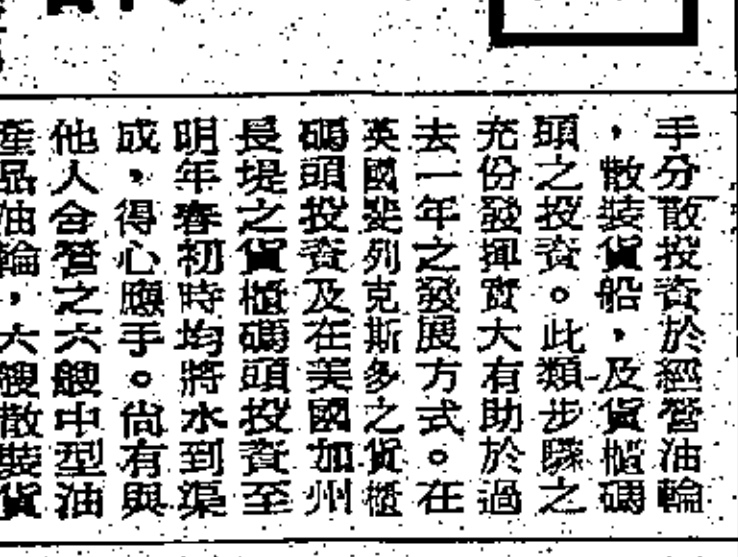 手分散投資於經營油輪
，散裝貨船，及貨櫃碼
頭之投資。此類步驟之
充份發揮實大有助於過
去一年之發展方式。在
英國斐列克斯多之貨櫃
碼頭投資及在美國加州
長堤之貨櫃碼頭投資至
明年春初時均將水到渠
成，得心應手。尚有與
他人合營之六艘中型油
產品油輪，六艘散裝貨